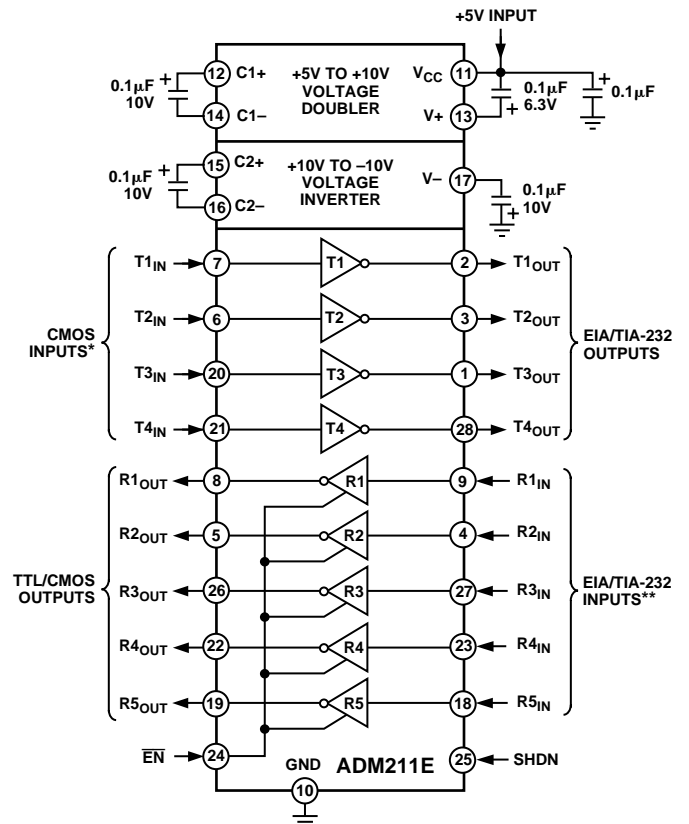 +5V INPUT
0.1µF
10V
+
12
C1+
14
C1–
+5V TO +10V
VOLTAGE
DOUBLER
VCC
11
V+
13
0.1µF
6.3V
+
+
0.1µF
0.1µF
10V
+
15
C2+
16
C2–
+10V TO –10V
VOLTAGE
INVERTER
V–
17
0.1µF
10V
+
CMOS
INPUTS*
T1IN
7
T1
2
T1OUT
T2IN
6
T2
3
T2OUT
T3IN
20
T3
1
T3OUT
T4IN
21
T4
28
T4OUT
EIA/TIA-232
OUTPUTS
TTL/CMOS
OUTPUTS
R1OUT
8
R1
9
R1IN
R2OUT
5
R2
4
R2IN
R3OUT
26
R3
27
R3IN
R4OUT
22
R4
23
R4IN
R5OUT
19
R5
18
R5IN
EIA/TIA-232
INPUTS**
EN
24
GND
10
ADM211E
25
SHDN